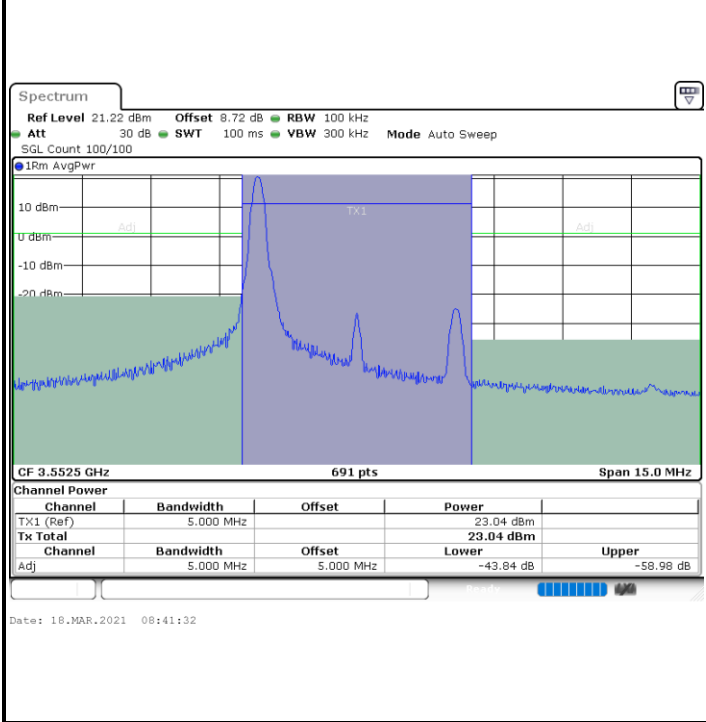 Spectrum
Ref Level 21.22 dBm Offset 8.72 dB RBW 100 kHz
Att 30 dB SWT 100 ms VBW 300 kHz Mode Auto Sweep
SGL Count 100/100
1Rm AvgPwr
TX1
10 dBm
Adj Adj
0 dBm
-10 dBm
-20 dBm
CF 3.5525 GHz 691 pts Span 15.0 MHz
Channel Power
Channel Bandwidth Offset Power
TX1 (Ref) 5.000 MHz 23.04 dBm
Tx Total 23.04 dBm
Channel Bandwidth Offset Lower Upper
Adj 5.000 MHz 5.000 MHz -43.84 dB -58.98 dB
Ready
Date: 18.MAR.2021 08:41:32